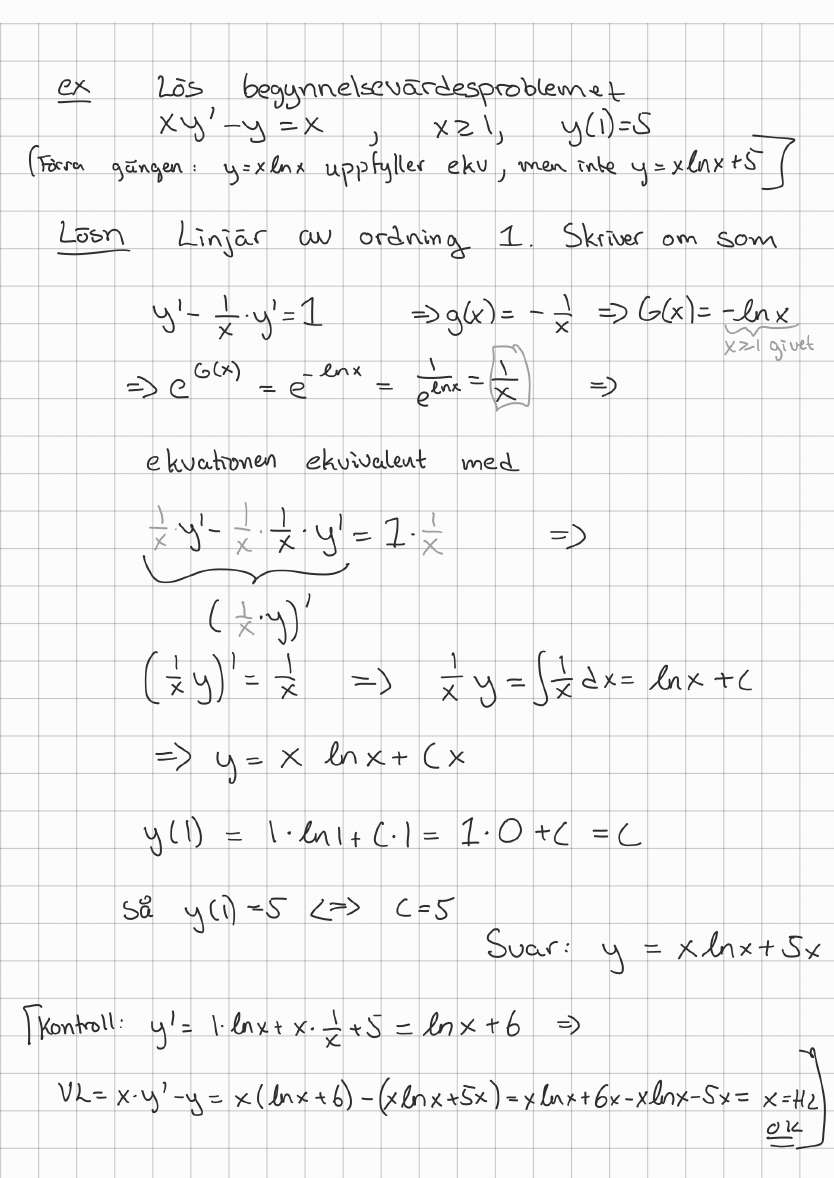 ex Lös begynnelsevärdesproblemet
xy' - y = x , x ≥ 1, y(1) = 5
[Förra gången: y = x ln x uppfyller ekv, men inte y = x ln x + 5]
Lösn Linjär av ordning 1. Skriver om som
y' - 1/x · y' = 1 => g(x) = - 1/x => G(x) = -ln x
x ≥ 1 givet
=> e^G(x) = e^-ln x = 1/e^ln x = 1/x =>
ekvationen ekvivalent med
1/x · y' - 1/x · 1/x · y' = 1 · 1/x =>
(1/x · y)'
(1/x y)' = 1/x => 1/x y = ∫ 1/x dx = ln x + C
=> y = x ln x + Cx
y(1) = 1 · ln 1 + C · 1 = 1 · 0 + C = C
så y(1) = 5 <=> C = 5
Svar: y = x ln x + 5x
[Kontroll: y' = 1 · ln x + x · 1/x + 5 = ln x + 6 =>
VL = x · y' - y = x(ln x + 6) - (x ln x + 5x) = x ln x + 6x - x ln x - 5x = x = HL
OK]